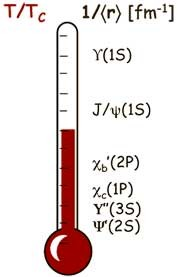 T/T_C 1/⟨r⟩ [fm⁻¹]
ϒ(1S)
J/ψ(1S)
χ_b'(2P)
χ_c(1P)
ϒ''(3S)
Ψ'(2S)